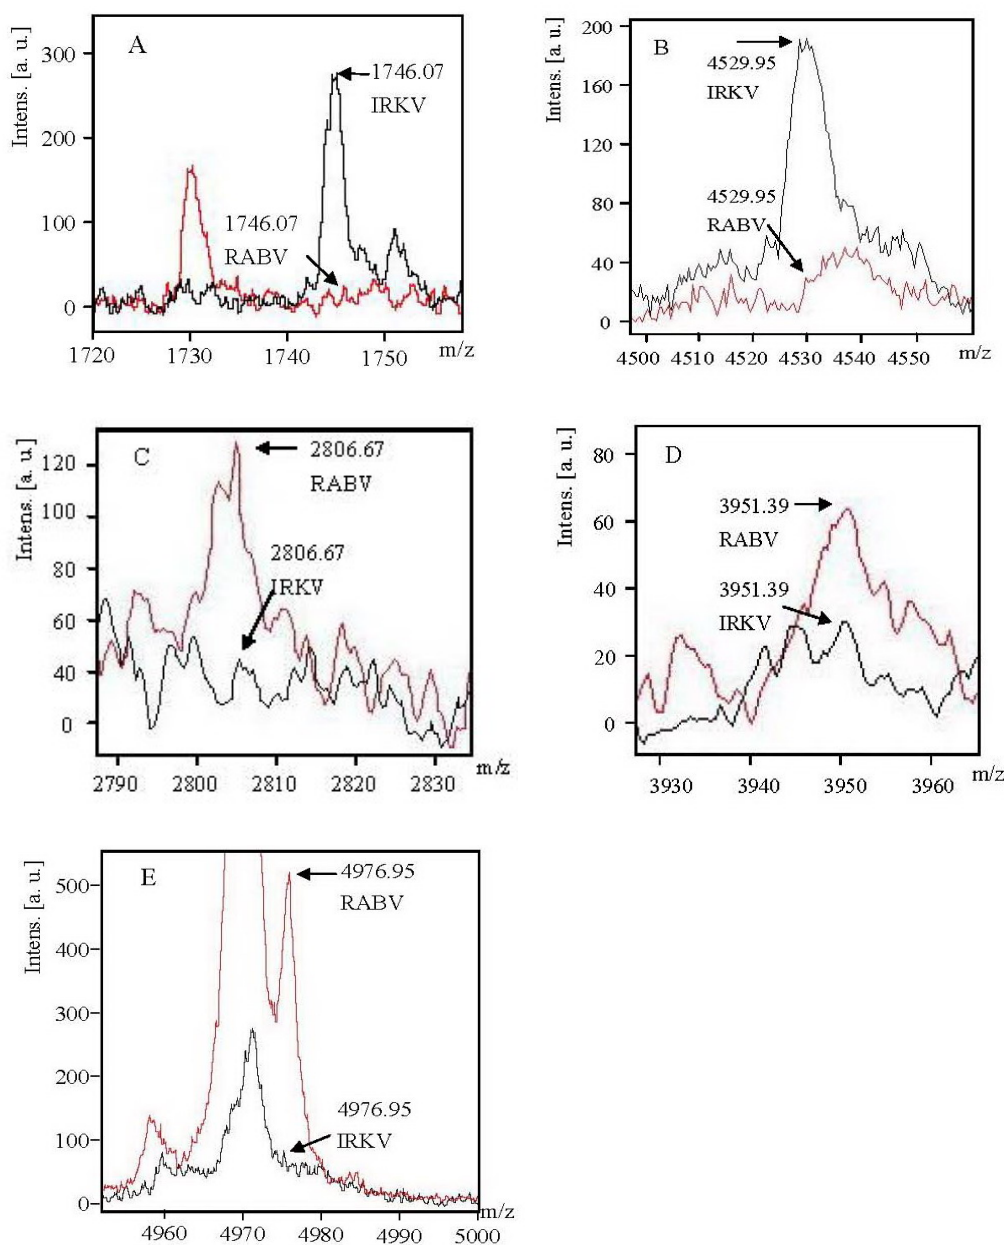 A
Intens. [a. u.]
300
200
100
0
1746.07
IRKV
1746.07
RABV
1720 1730 1740 1750 m/z
B
Intens. [a. u.]
200
160
120
80
40
0
4529.95
IRKV
4529.95
RABV
4500 4510 4520 4530 4540 4550 m/z
C
Intens. [a. u.]
120
100
80
60
40
0
2806.67
RABV
2806.67
IRKV
2790 2800 2810 2820 2830 m/z
D
Intens. [a. u.]
80
60
40
20
0
3951.39
RABV
3951.39
IRKV
3930 3940 3950 3960 m/z
E
Intens. [a. u.]
500
400
300
200
100
0
4976.95
RABV
4976.95
IRKV
4960 4970 4980 4990 5000 m/z